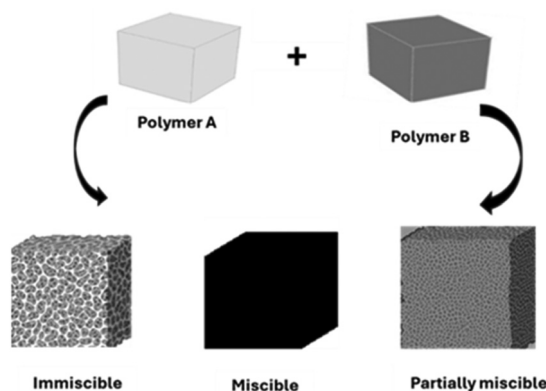 +
Polymer A
Polymer B
Immiscible
Miscible
Partially miscible